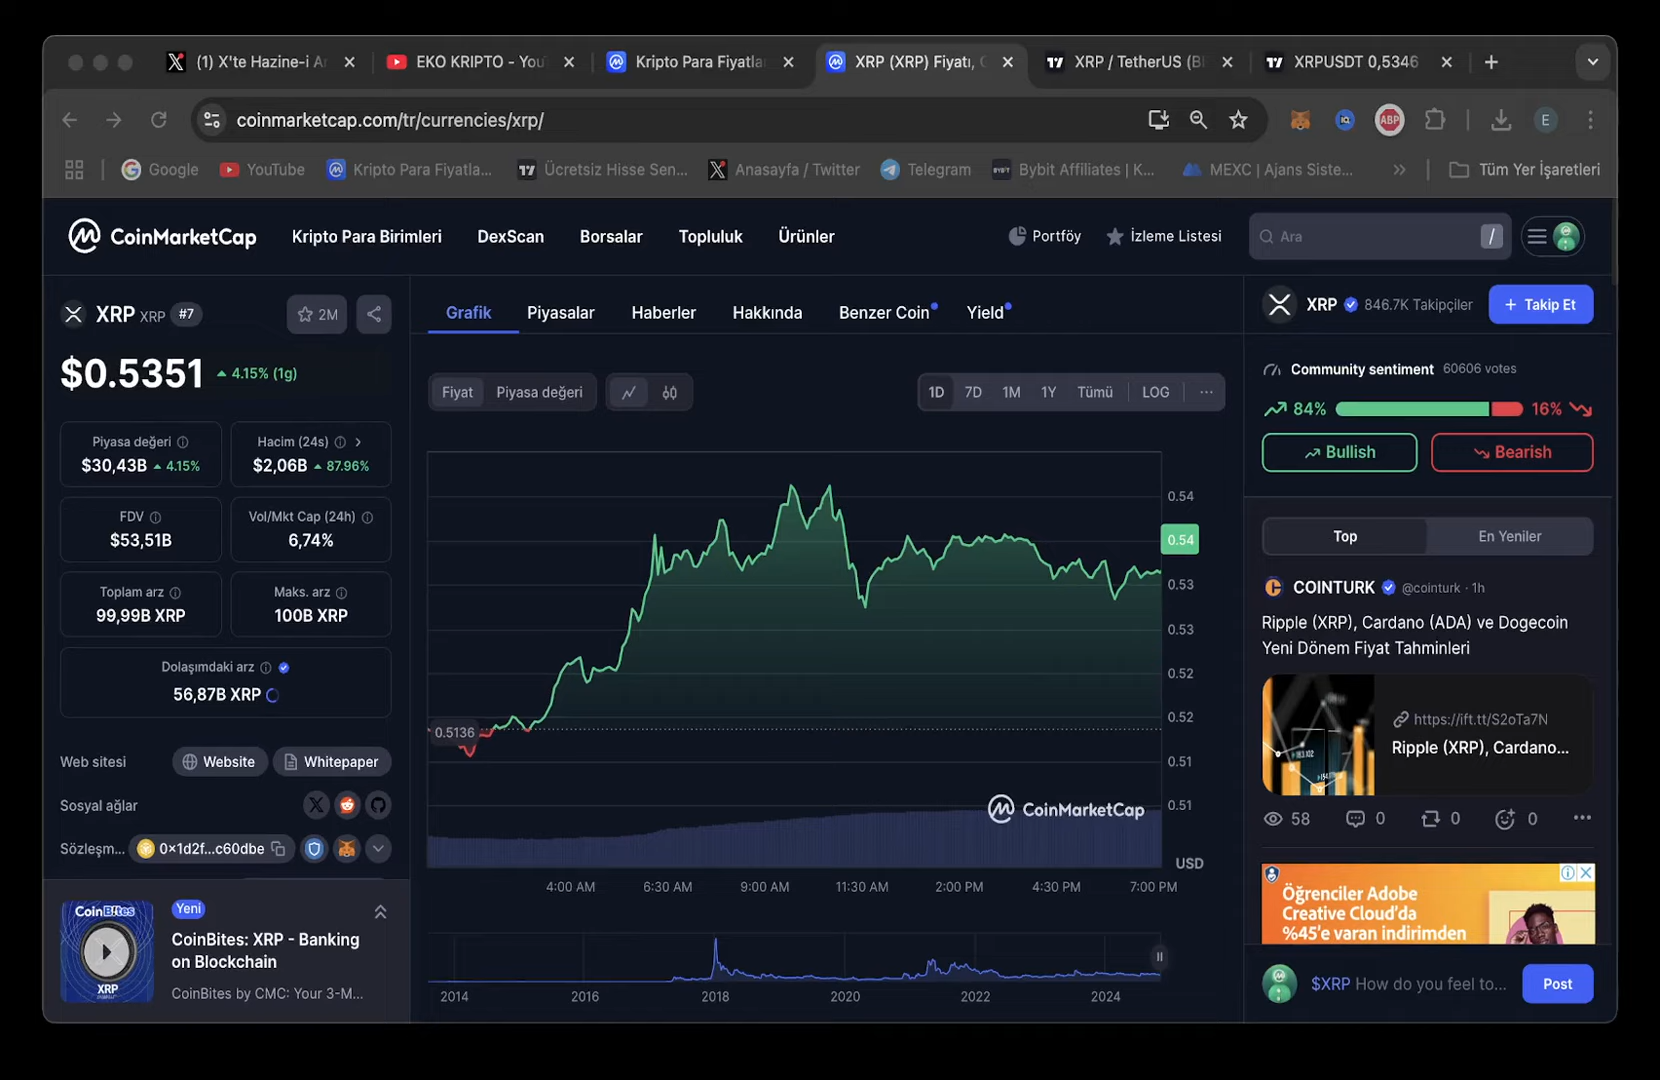 (1) X'te Hazine-i Ar
EKO KRIPTO - You
Kripto Para Fiyatla
XRP (XRP) Fiyatı, G
XRP / TetherUS (B
XRPUSDT 0,5346
coinmarketcap.com/tr/currencies/xrp/
ABP
E
Google
YouTube
Kripto Para Fiyatla...
Ücretsiz Hisse Sen...
Anasayfa / Twitter
Telegram
Bybit Affiliates | K...
MEXC | Ajans Siste...
Tüm Yer İşaretleri
CoinMarketCap
Kripto Para Birimleri
DexScan
Borsalar
Topluluk
Ürünler
Portföy
İzleme Listesi
Ara
/
XRP XRP #7
2M
$0.5351 4.15% (1g)
Piyasa değeri
$30,43B 4.15%
Hacim (24s)
$2,06B 87.96%
FDV
$53,51B
Vol/Mkt Cap (24h)
6,74%
Toplam arz
99,99B XRP
Maks. arz
100B XRP
Dolaşımdaki arz
56,87B XRP
Web sitesi
Website
Whitepaper
Sosyal ağlar
Sözleşm...
0x1d2f...c60dbe
CoinBites
XRP
Yeni
CoinBites: XRP - Banking
on Blockchain
CoinBites by CMC: Your 3-M...
Grafik
Piyasalar
Haberler
Hakkında
Benzer Coin
Yield
Fiyat
Piyasa değeri
1D
7D
1M
1Y
Tümü
LOG
...
0.54
0.54
0.53
0.53
0.52
0.52
0.51
0.51
0.5136
CoinMarketCap
USD
4:00 AM
6:30 AM
9:00 AM
11:30 AM
2:00 PM
4:30 PM
7:00 PM
2014
2016
2018
2020
2022
2024
XRP
846.7K Takipçiler
+ Takip Et
Community sentiment 60606 votes
84%
16%
Bullish
Bearish
Top
En Yeniler
COINTURK @cointurk · 1h
Ripple (XRP), Cardano (ADA) ve Dogecoin
Yeni Dönem Fiyat Tahminleri
https://ift.tt/S2oTa7N
Ripple (XRP), Cardano...
58
0
0
0
Öğrenciler Adobe
Creative Cloud'da
%45'e varan indirimden
$XRP How do you feel to...
Post